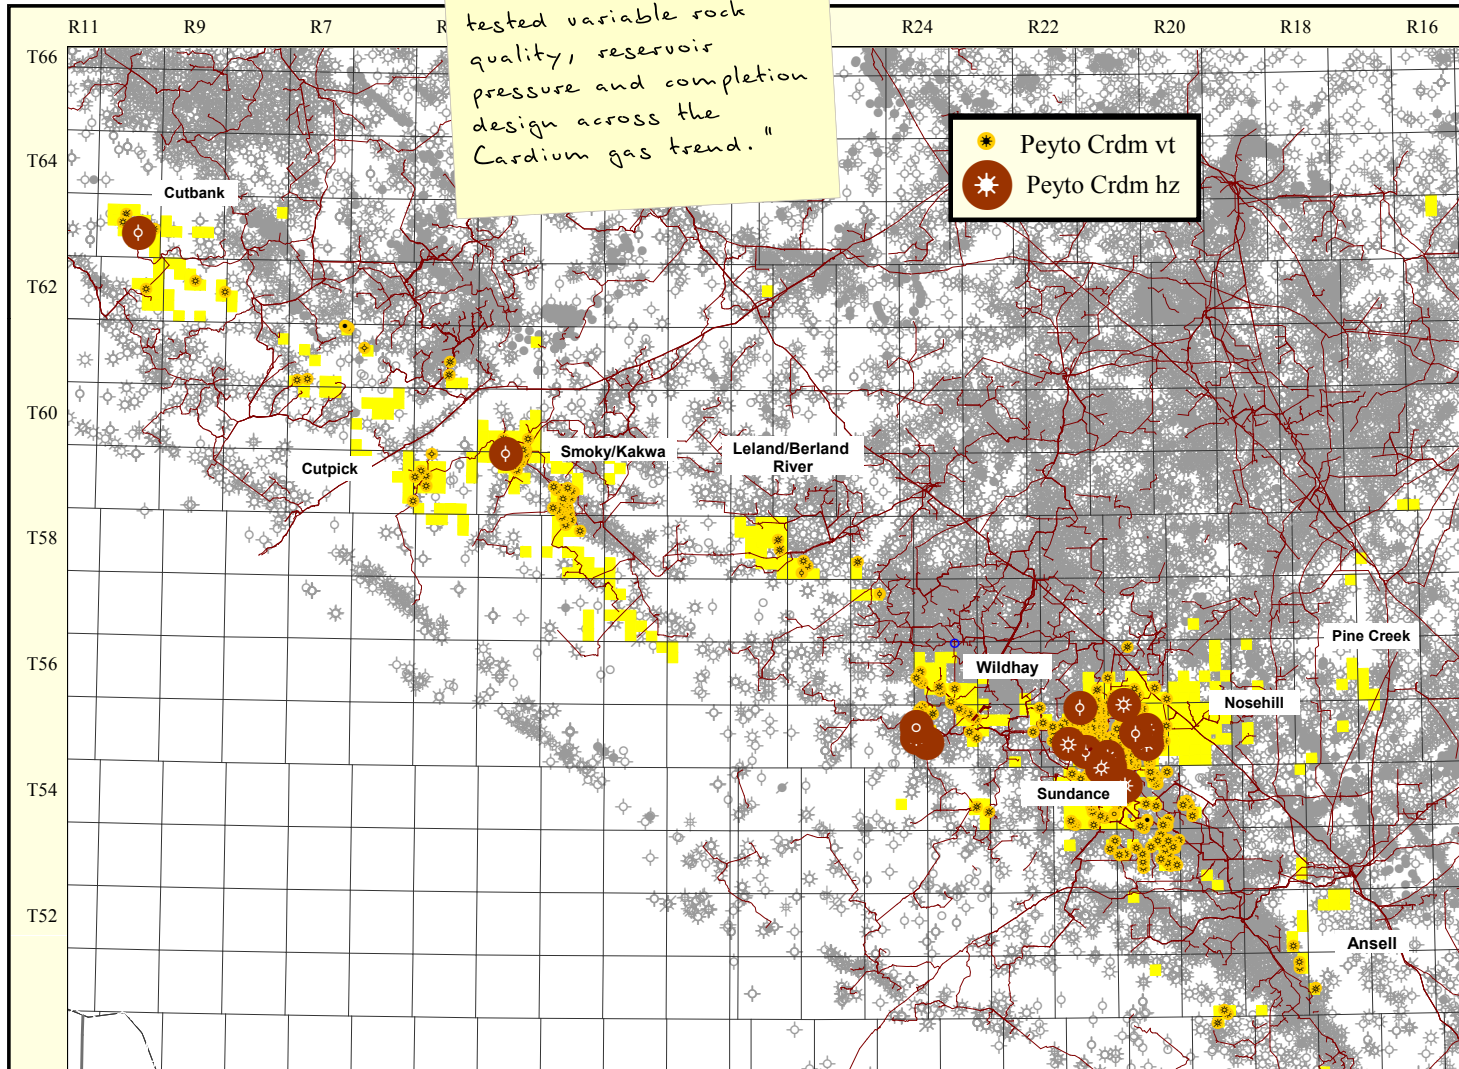 tested variable rock
quality, reservoir
pressure and completion
design across the
Cardium gas trend."
R11 R9 R7 R24 R22 R20 R18 R16
T66
T64
T62
T60
T58
T56
T54
T52
Peyto Crdm vt
Peyto Crdm hz
Cutbank
Cutpick
Smoky/Kakwa
Leland/Berland
River
Wildhay
Pine Creek
Nosehill
Sundance
Ansell